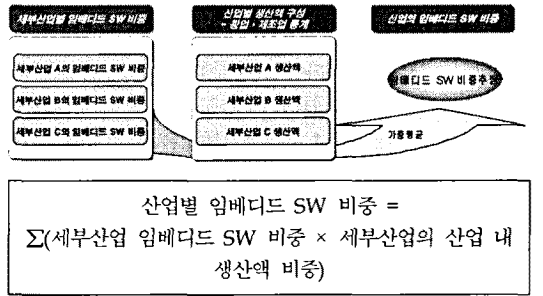 세부산업별 임베디드 SW 비중
산업별 생산액 구성
- 광업·제조업 통계
산업의 임베디드 SW 비중
세부산업 A의 임베디드 SW 비중
세부산업 B의 임베디드 SW 비중
세부산업 C의 임베디드 SW 비중
세부산업 A 생산액
세부산업 B 생산액
세부산업 C 생산액
임베디드 SW 비중추정
가중평균
산업별 임베디드 SW 비중 =
∑(세부산업 임베디드 SW 비중 × 세부산업의 산업 내
생산액 비중)